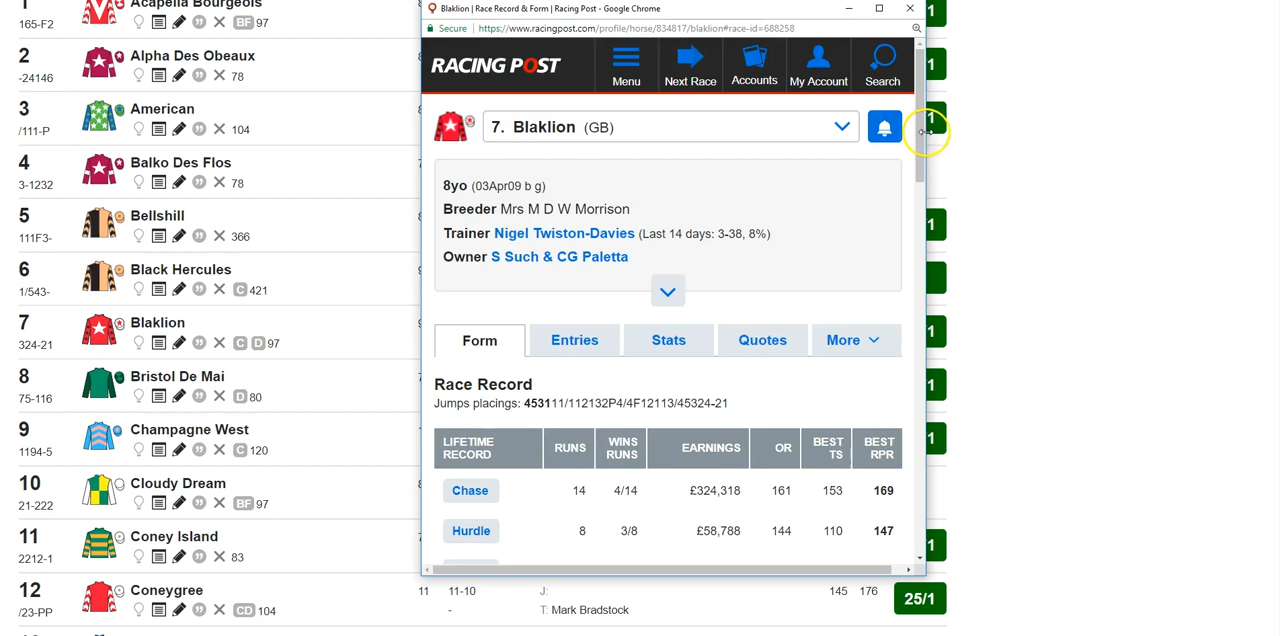 1 Acapella Bourgeois
165-F2 BF 97
2 Alpha Des Obeaux
-24146 78
3 American
/111-P 104
4 Balko Des Flos
3-1232 78
5 Bellshill
111F3- 366
6 Black Hercules
1/543- C 421
7 Blaklion
324-21 C D 97
8 Bristol De Mai
75-116 D 80
9 Champagne West
1194-5 C 120
10 Cloudy Dream
21-222 BF 97
11 Coney Island
2212-1 83
12 Coneygree 11 11-10 J: 145 176 25/1
/23-PP CD 104 - T: Mark Bradstock
Blaklion | Race Record & Form | Racing Post - Google Chrome
Secure https://www.racingpost.com/profile/horse/834817/blaklion#race-id=688258
RACING POST
Menu Next Race Accounts My Account Search
7. Blaklion (GB)
8yo (03Apr09 b g)
Breeder Mrs M D W Morrison
Trainer Nigel Twiston-Davies (Last 14 days: 3-38, 8%)
Owner S Such & CG Paletta
Form Entries Stats Quotes More
Race Record
Jumps placings: 453111/112132P4/4F12113/45324-21
LIFETIME RECORD RUNS WINS RUNS EARNINGS OR BEST TS BEST RPR
Chase 14 4/14 £324,318 161 153 169
Hurdle 8 3/8 £58,788 144 110 147